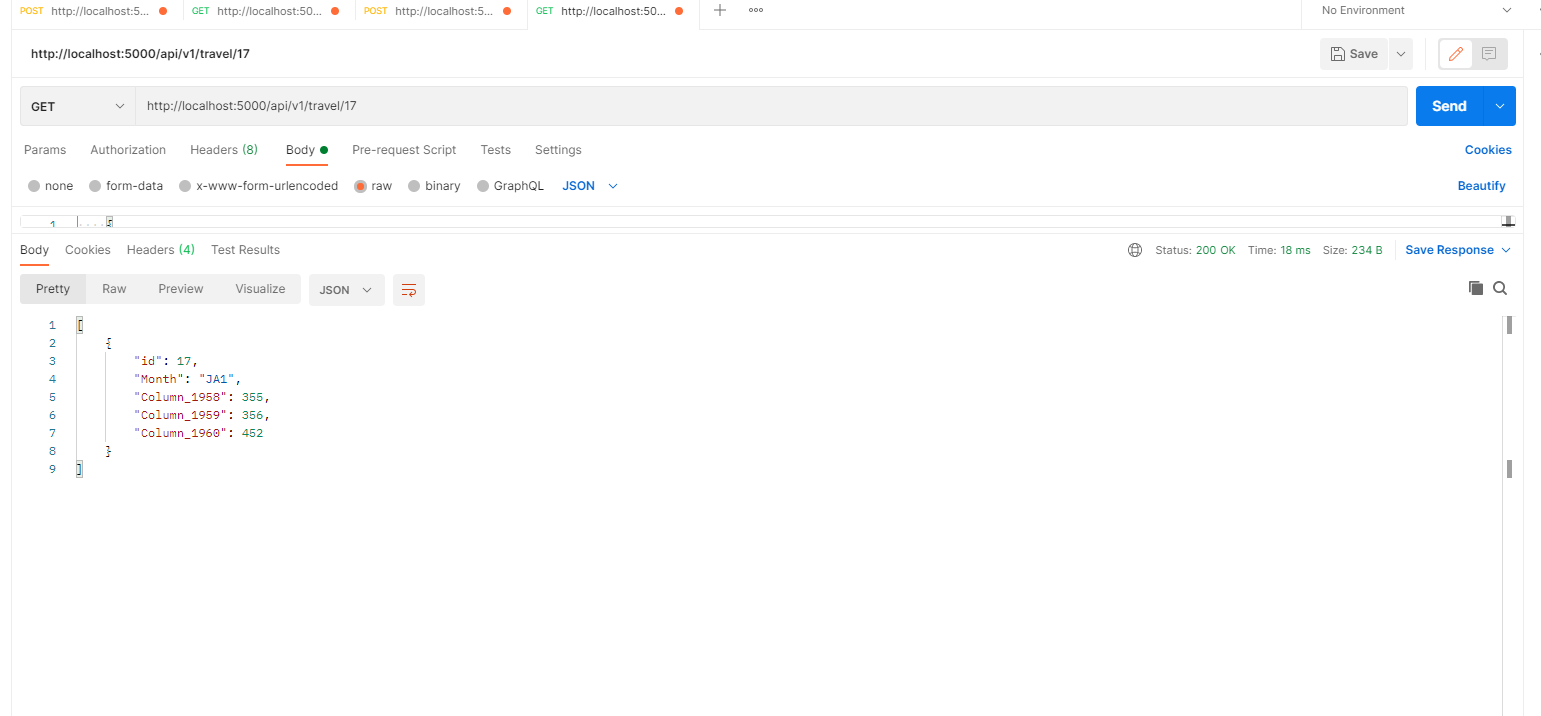 POST http://localhost:5... GET http://localhost:50... POST http://localhost:5... GET http://localhost:50... No Environment
http://localhost:5000/api/v1/travel/17 Save
GET http://localhost:5000/api/v1/travel/17 Send
Params Authorization Headers (8) Body Pre-request Script Tests Settings Cookies
none form-data x-www-form-urlencoded raw binary GraphQL JSON Beautify
1 {
Body Cookies Headers (4) Test Results Status: 200 OK Time: 18 ms Size: 234 B Save Response
Pretty Raw Preview Visualize JSON
1 [
2 {
3 "id": 17,
4 "Month": "JA1",
5 "Column_1958": 355,
6 "Column_1959": 356,
7 "Column_1960": 452
8 }
9 ]